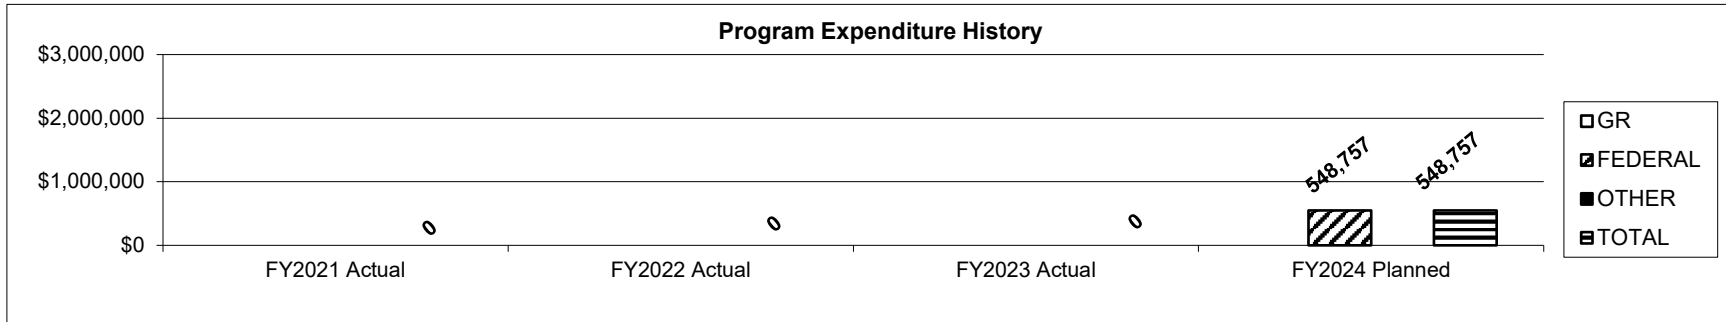 Program Expenditure History
$3,000,000
$2,000,000
$1,000,000
$0
0
0
0
548,757
548,757
FY2021 Actual
FY2022 Actual
FY2023 Actual
FY2024 Planned
GR
FEDERAL
OTHER
TOTAL